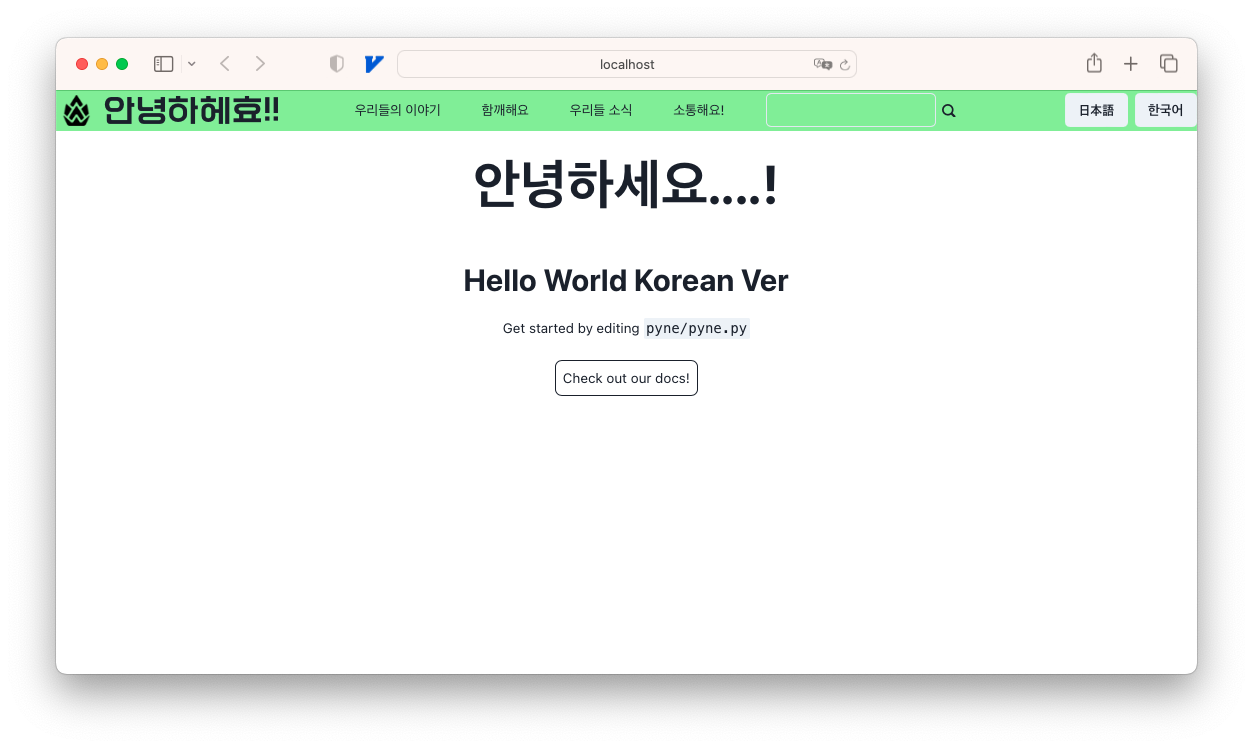 localhost
안녕하헤효!!
우리들의 이야기
함깨해요
우리들 소식
소통해요!
日本語
한국어
안녕하세요....!
Hello World Korean Ver
Get started by editing pyne/pyne.py
Check out our docs!